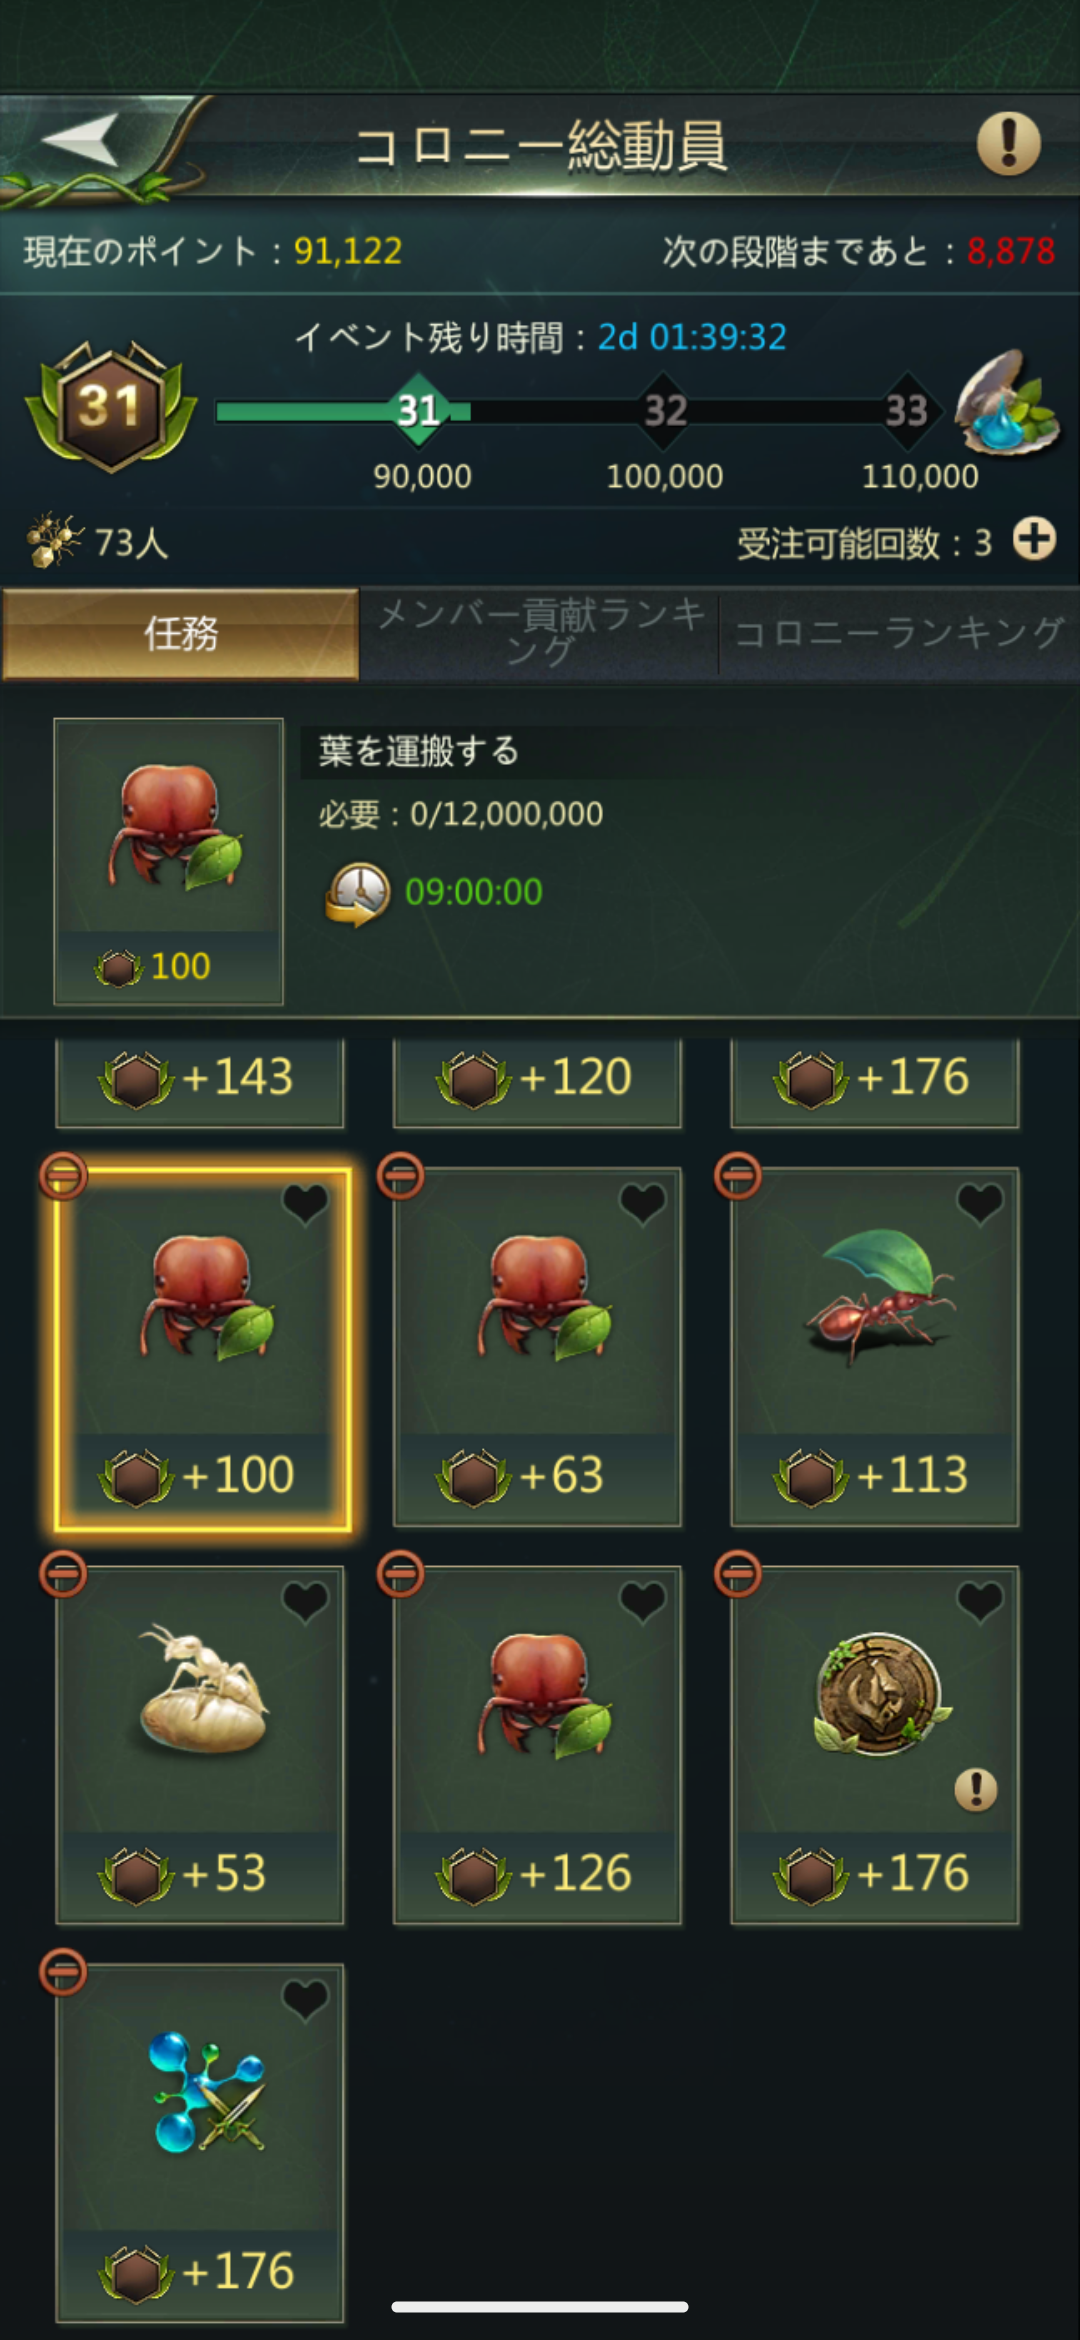 コロニー総動員
現在のポイント：91,122
次の段階まであと：8,878
イベント残り時間：2d 01:39:32
31
31
32
33
90,000
100,000
110,000
73人
受注可能回数：3
任務
メンバー貢献ランキ
ング
コロニーランキング
葉を運搬する
必要：0/12,000,000
09:00:00
100
+143
+120
+176
+100
+63
+113
+53
+126
+176
+176